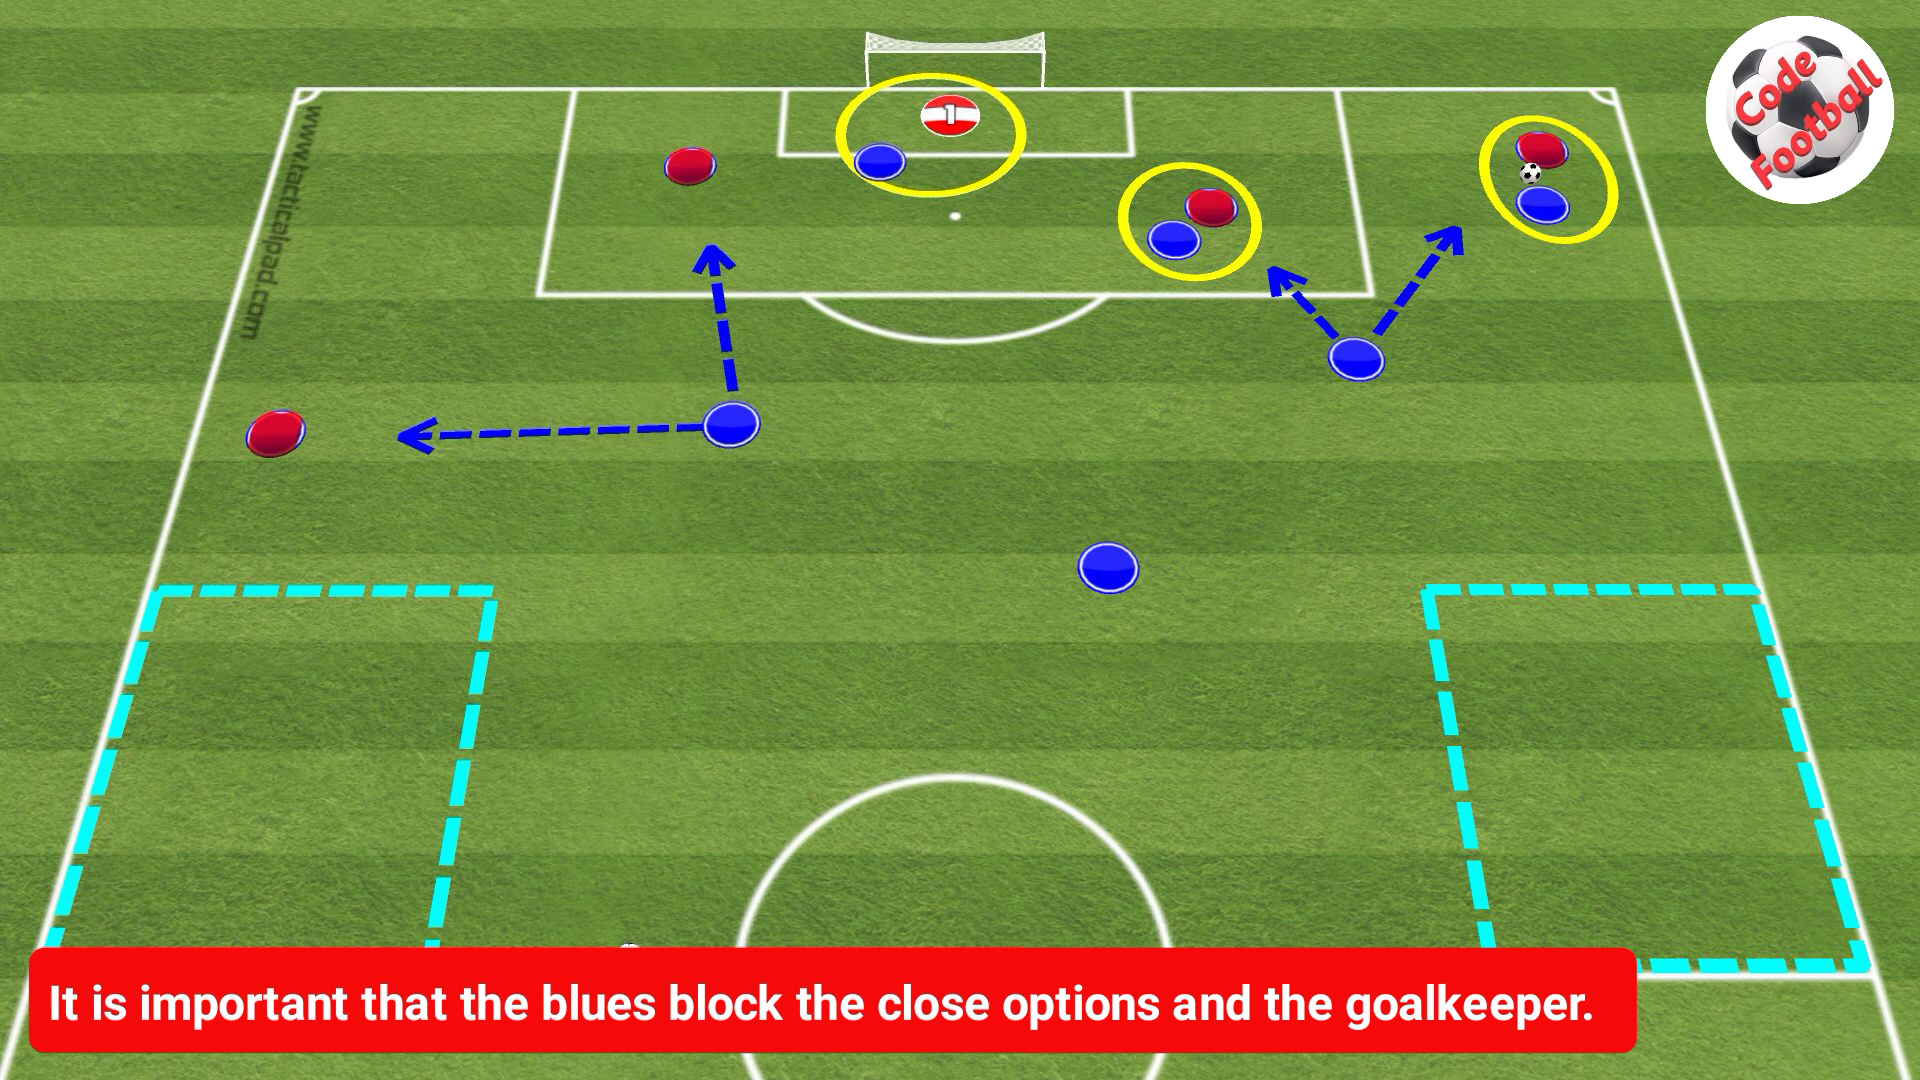 Code
Football
1
www.tacticalpad.com
It is important that the blues block the close options and the goalkeeper.